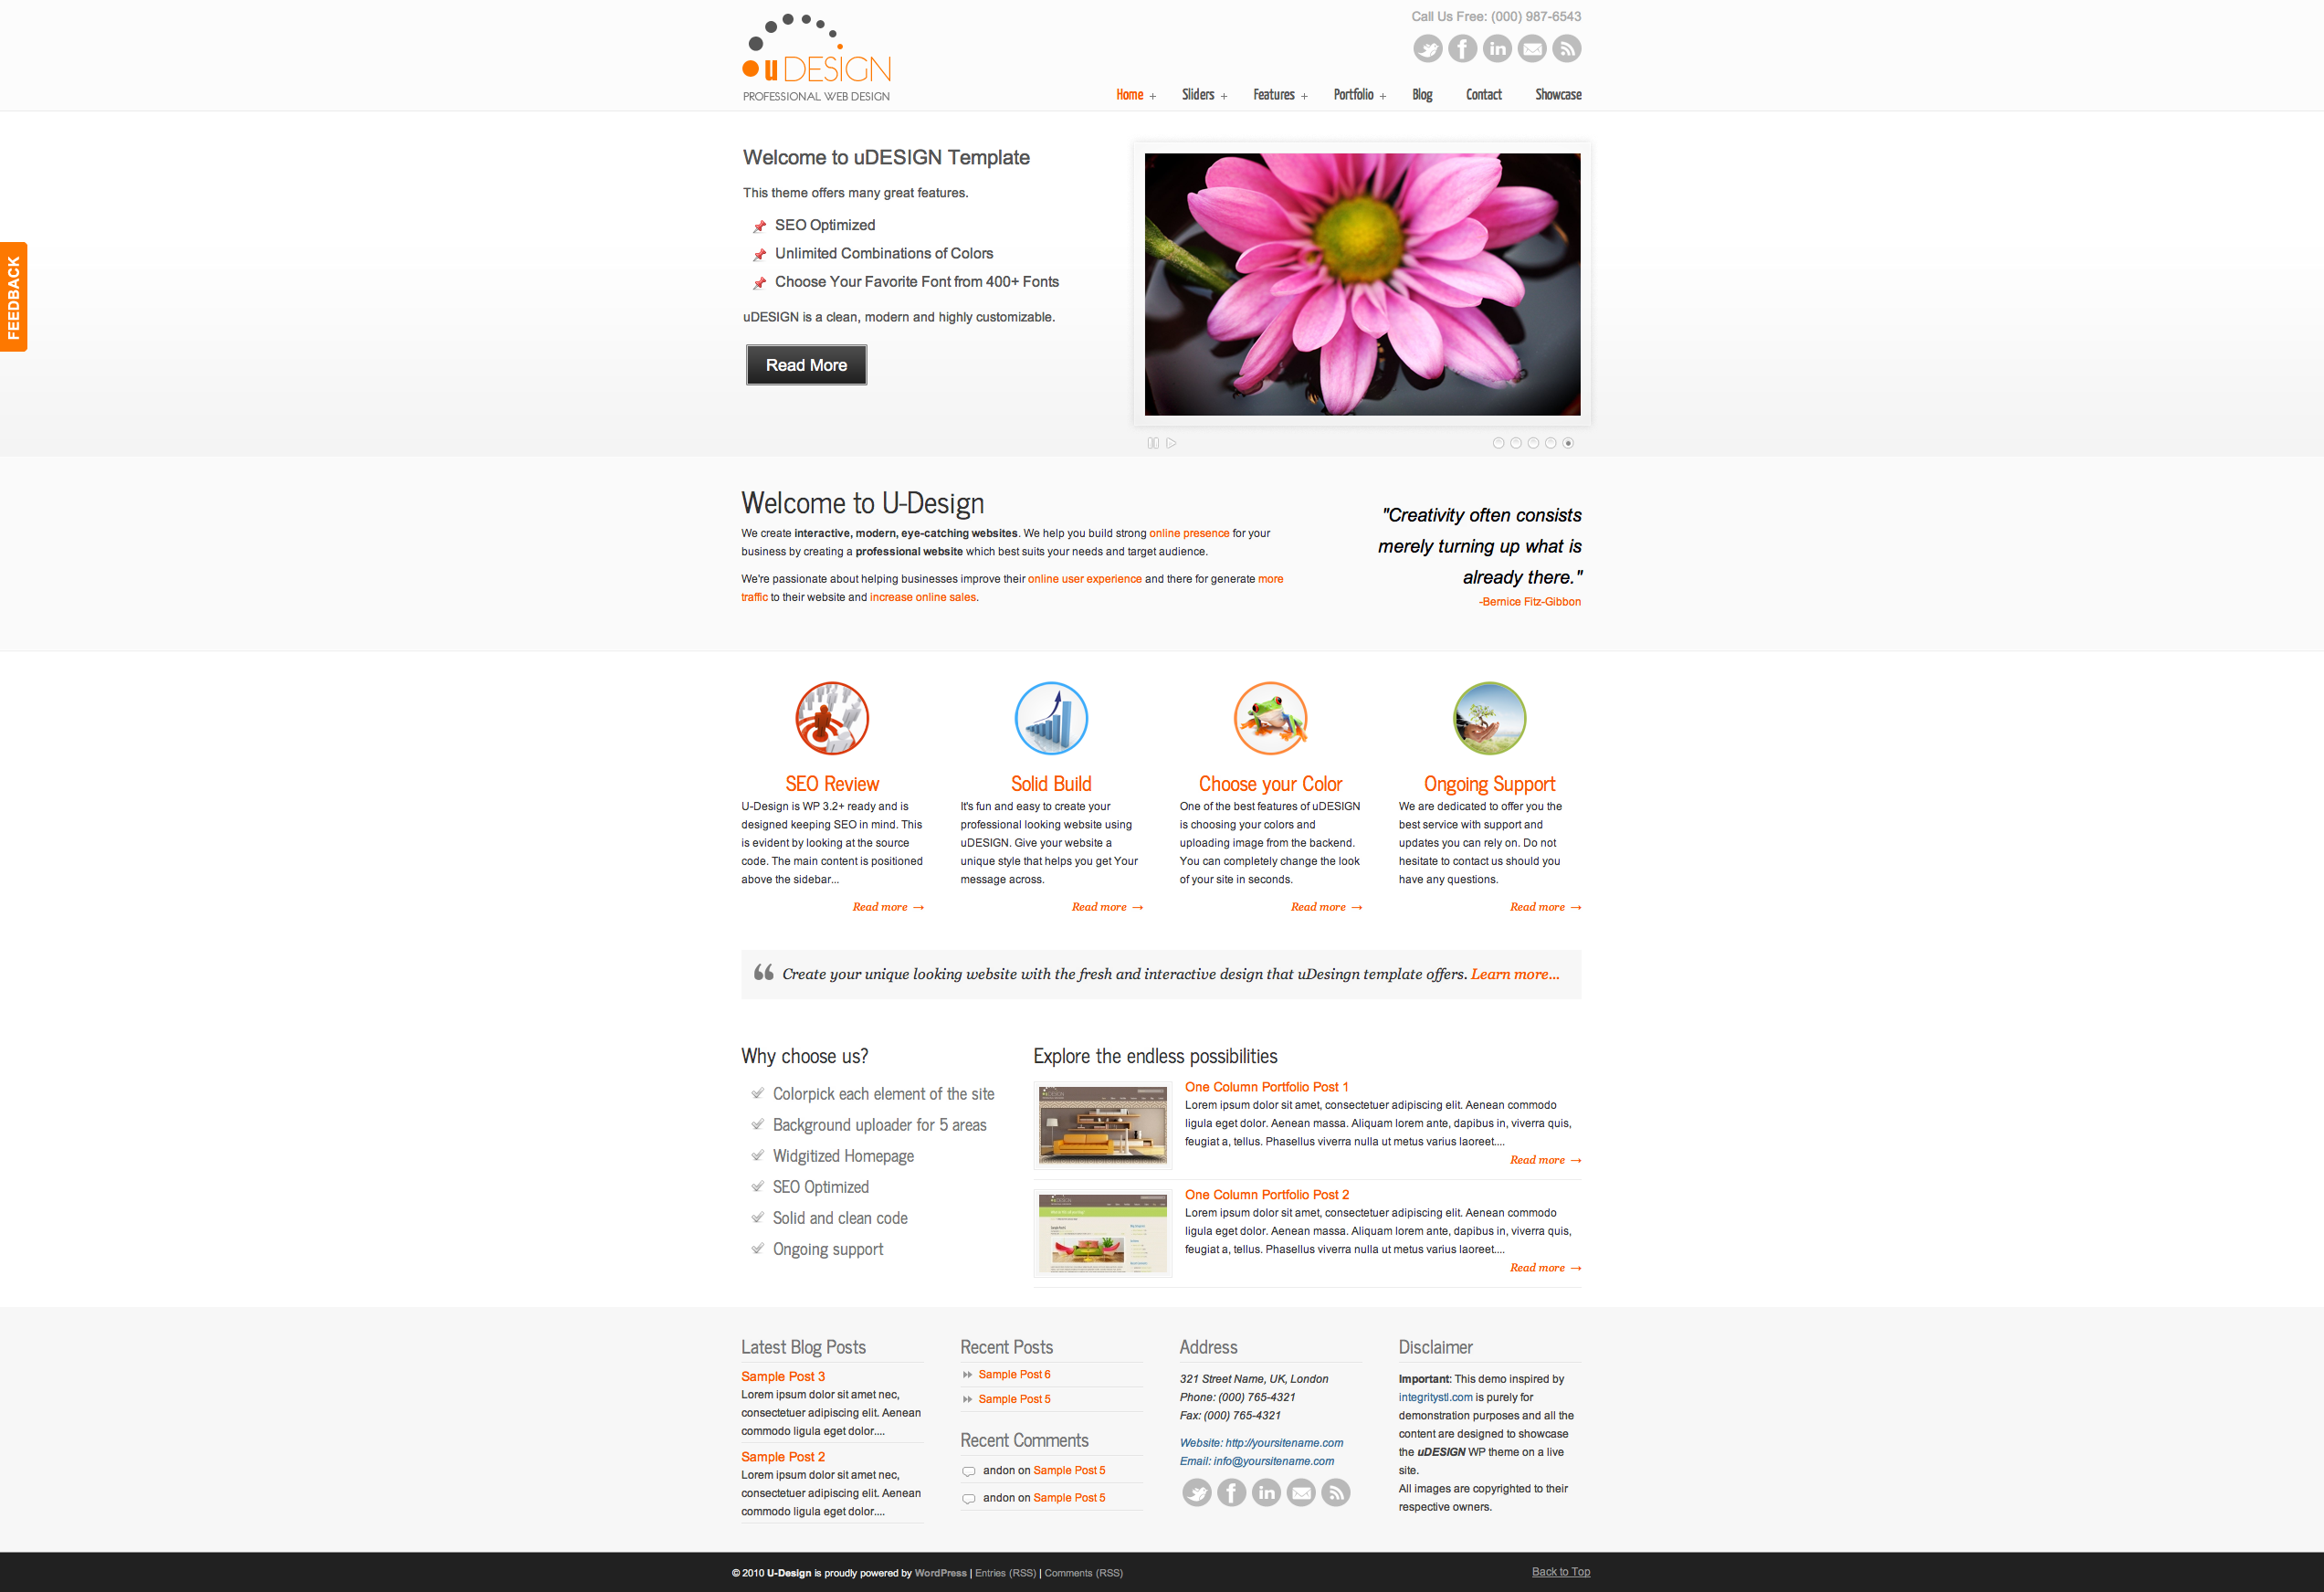 Call Us Free: (000) 987-6543
u DESIGN
PROFESSIONAL WEB DESIGN
Home + Sliders + Features + Portfolio + Blog Contact Showcase
FEEDBACK
Welcome to uDESIGN Template
This theme offers many great features.
SEO Optimized
Unlimited Combinations of Colors
Choose Your Favorite Font from 400+ Fonts
uDESIGN is a clean, modern and highly customizable.
Read More
Welcome to U-Design
We create interactive, modern, eye-catching websites. We help you build strong online presence for your
business by creating a professional website which best suits your needs and target audience.
We're passionate about helping businesses improve their online user experience and there for generate more
traffic to their website and increase online sales.
"Creativity often consists
merely turning up what is
already there."
-Bernice Fitz-Gibbon
SEO Review
U-Design is WP 3.2+ ready and is
designed keeping SEO in mind. This
is evident by looking at the source
code. The main content is positioned
above the sidebar...
Read more →
Solid Build
It's fun and easy to create your
professional looking website using
uDESIGN. Give your website a
unique style that helps you get Your
message across.
Read more →
Choose your Color
One of the best features of uDESIGN
is choosing your colors and
uploading image from the backend.
You can completely change the look
of your site in seconds.
Read more →
Ongoing Support
We are dedicated to offer you the
best service with support and
updates you can rely on. Do not
hesitate to contact us should you
have any questions.
Read more →
“ Create your unique looking website with the fresh and interactive design that uDesingn template offers. Learn more...
Why choose us?
Colorpick each element of the site
Background uploader for 5 areas
Widgitized Homepage
SEO Optimized
Solid and clean code
Ongoing support
Explore the endless possibilities
One Column Portfolio Post 1
Lorem ipsum dolor sit amet, consectetuer adipiscing elit. Aenean commodo
ligula eget dolor. Aenean massa. Aliquam lorem ante, dapibus in, viverra quis,
feugiat a, tellus. Phasellus viverra nulla ut metus varius laoreet....
Read more →
One Column Portfolio Post 2
Lorem ipsum dolor sit amet, consectetuer adipiscing elit. Aenean commodo
ligula eget dolor. Aenean massa. Aliquam lorem ante, dapibus in, viverra quis,
feugiat a, tellus. Phasellus viverra nulla ut metus varius laoreet....
Read more →
Latest Blog Posts
Sample Post 3
Lorem ipsum dolor sit amet nec,
consectetuer adipiscing elit. Aenean
commodo ligula eget dolor....
Sample Post 2
Lorem ipsum dolor sit amet nec,
consectetuer adipiscing elit. Aenean
commodo ligula eget dolor....
Recent Posts
Sample Post 6
Sample Post 5
Recent Comments
andon on Sample Post 5
andon on Sample Post 5
Address
321 Street Name, UK, London
Phone: (000) 765-4321
Fax: (000) 765-4321
Website: http://yoursitename.com
Email: info@yoursitename.com
Disclaimer
Important: This demo inspired by
integritystl.com is purely for
demonstration purposes and all the
content are designed to showcase
the uDESIGN WP theme on a live
site.
All images are copyrighted to their
respective owners.
© 2010 U-Design is proudly powered by WordPress | Entries (RSS) | Comments (RSS)
Back to Top